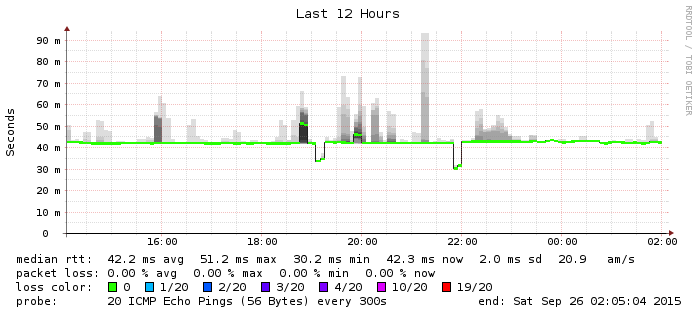 Last 12 Hours
RRDTOOL / TOBI OETIKER
Seconds
90 m
80 m
70 m
60 m
50 m
40 m
30 m
20 m
10 m
0
16:00 18:00 20:00 22:00 00:00 02:00
median rtt: 42.2 ms avg 51.2 ms max 30.2 ms min 42.3 ms now 2.0 ms sd 20.9 am/s
packet loss: 0.00 % avg 0.00 % max 0.00 % min 0.00 % now
loss color: 0 1/20 2/20 3/20 4/20 10/20 19/20
probe: 20 ICMP Echo Pings (56 Bytes) every 300s end: Sat Sep 26 02:05:04 2015